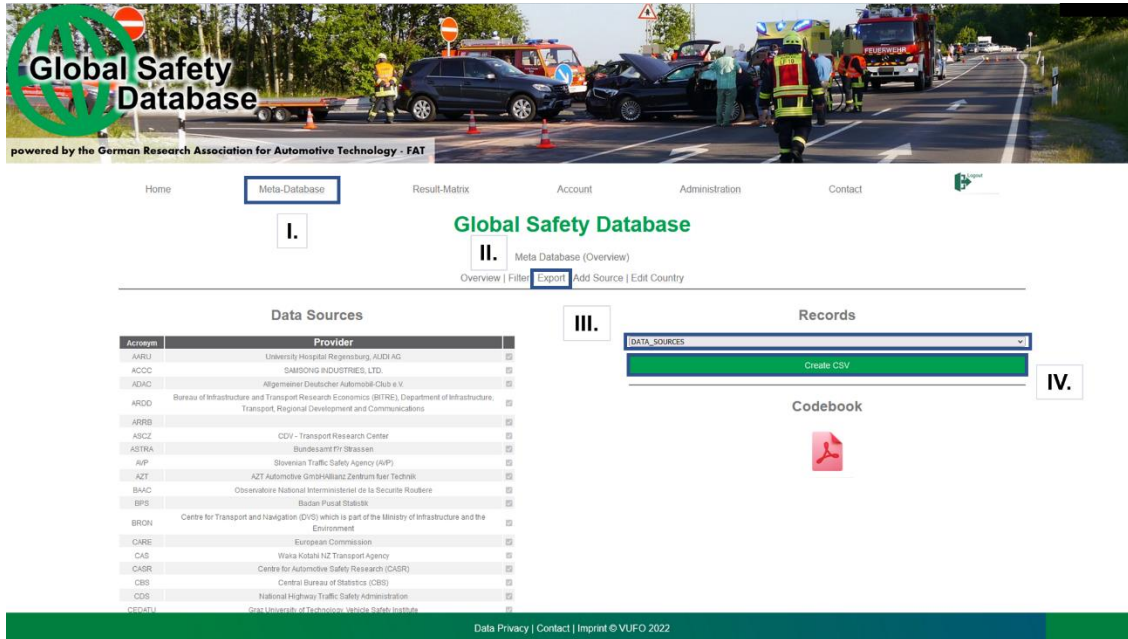 Global Safety
Database
FEUERWEHR
powered by the German Research Association for Automotive Technology - FAT
Home Meta-Database Result-Matrix Account Administration Contact Logout
I.
Global Safety Database
II.
Meta Database (Overview)
Overview | Filter Export Add Source | Edit Country
Data Sources
III.
Records
Acronym Provider
DATA_SOURCES
AARU University Hospital Regensburg, AUDI AG
ACCC SAMSONG INDUSTRIES, LTD.
Create CSV
ADAC Allgemeiner Deutscher Automobil-Club e.V.
IV.
ARDD Bureau of Infrastructure and Transport Research Economics (BITRE), Department of Infrastructure,
Transport, Regional Development and Communications
Codebook
ARRB
ASCZ CDV - Transport Research Center
ASTRA Bundesamt f?r Strassen
AVP Slovenian Traffic Safety Agency (AVP)
AZT AZT Automotive GmbHAllianz Zentrum fuer Technik
BAAC Observatoire National Interministeriel de la Securite Routiere
BPS Badan Pusat Statistik
BRON Centre for Transport and Navigation (DVS) which is part of the Ministry of Infrastructure and the
Environment
CARE European Commission
CAS Waka Kotahi NZ Transport Agency
CASR Centre for Automotive Safety Research (CASR)
CBS Central Bureau of Statistics (CBS)
CDS National Highway Traffic Safety Administration
CEDATU Graz University of Technology, Vehicle Safety Institute
Data Privacy | Contact | Imprint © VUFO 2022